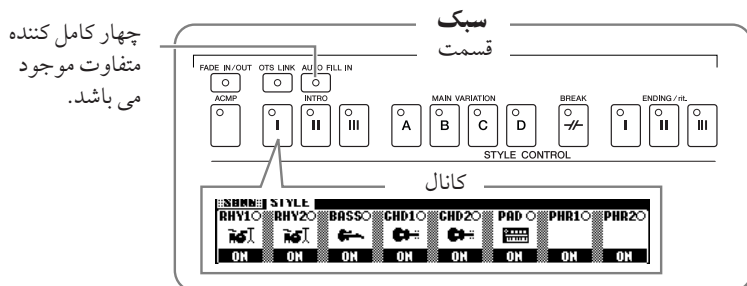 سبک
قسمت
چهار کامل کننده
متفاوت موجود
می باشد.
FADE IN/OUT OTS LINK AUTO FILL IN
ACMP INTRO MAIN VARIATION BREAK ENDING / rit.
I II III A B C D I II III
STYLE CONTROL
کانال
SONG STYLE
RHY1 RHY2 BASS CHD1 CHD2 PAD PHR1 PHR2
ON ON ON ON ON ON ON ON